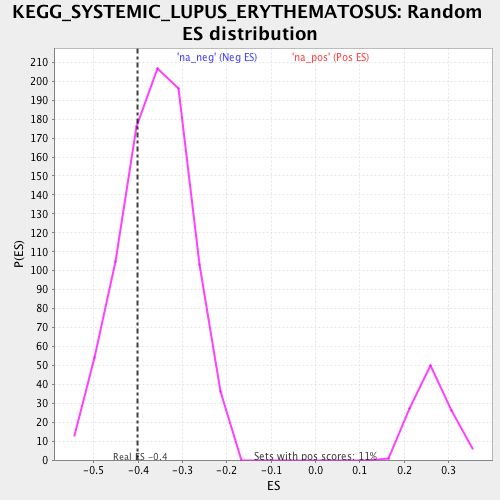 KEGG_SYSTEMIC_LUPUS_ERYTHEMATOSUS: Random
ES distribution
'na_neg' (Neg ES) 'na_pos' (Pos ES)
210
200
190
180
170
160
150
140
130
120
110
100
90
80
70
60
50
40
30
20
10
0
P(ES)
Real ES -0.4
Sets with pos scores: 11%
-0.5 -0.4 -0.3 -0.2 -0.1 0.0 0.1 0.2 0.3
ES